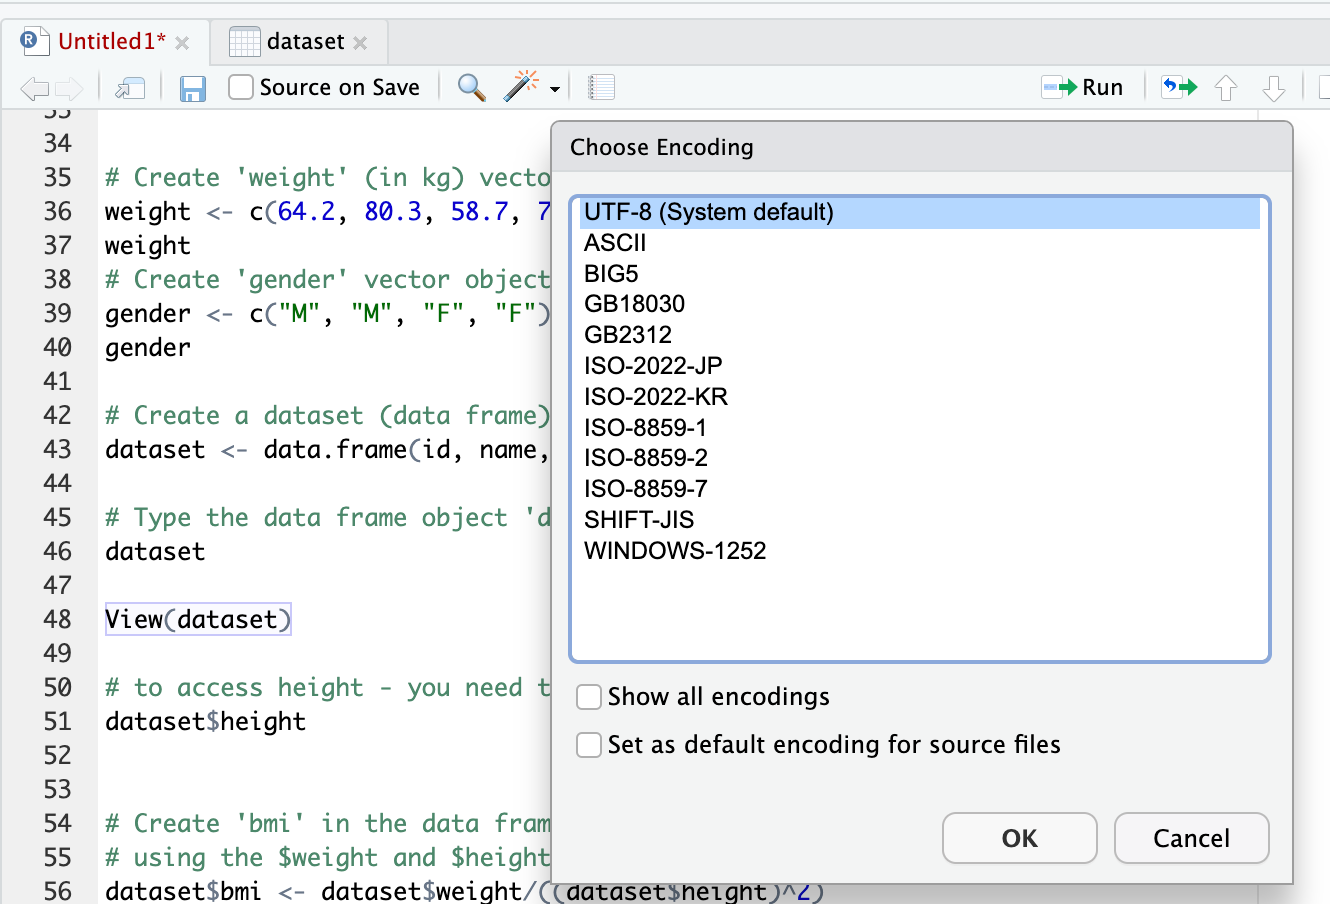 Untitled1* dataset
Source on Save Run
33
34
35 # Create 'weight' (in kg) vecto
36 weight <- c(64.2, 80.3, 58.7, 7
37 weight
38 # Create 'gender' vector object
39 gender <- c("M", "M", "F", "F")
40 gender
41
42 # Create a dataset (data frame)
43 dataset <- data.frame(id, name,
44
45 # Type the data frame object 'd
46 dataset
47
48 View(dataset)
49
50 # to access height - you need t
51 dataset$height
52
53
54 # Create 'bmi' in the data fram
55 # using the $weight and $height
56 dataset$bmi <- dataset$weight/((dataset$height)^2)
Choose Encoding
UTF-8 (System default)
ASCII
BIG5
GB18030
GB2312
ISO-2022-JP
ISO-2022-KR
ISO-8859-1
ISO-8859-2
ISO-8859-7
SHIFT-JIS
WINDOWS-1252
Show all encodings
Set as default encoding for source files
OK Cancel